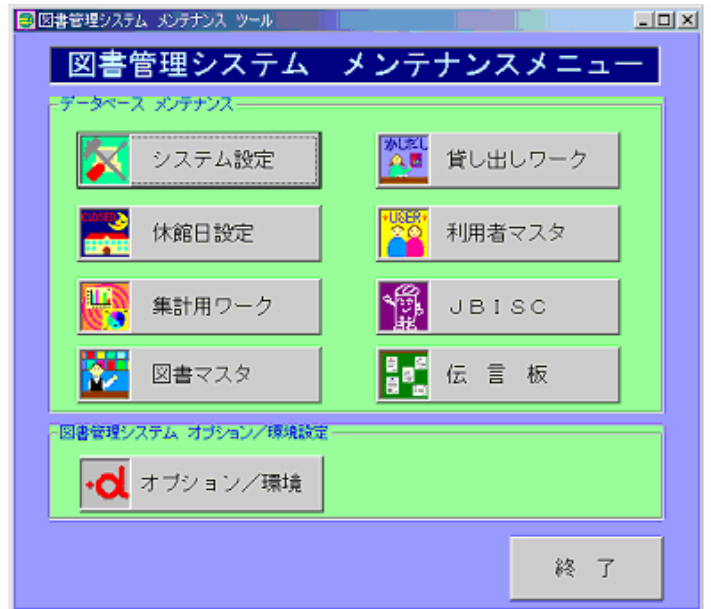 図書管理システム メンテナンス ツール
図書管理システム　メンテナンスメニュー
データベース メンテナンス
システム設定
かしだし
貸し出しワーク
CLOSED
休館日設定
USER
利用者マスタ
集計用ワーク
ＪＢＩＳＣ
図書マスタ
伝 言 板
図書管理システム オプション／環境設定
+α
オプション／環境
終 了